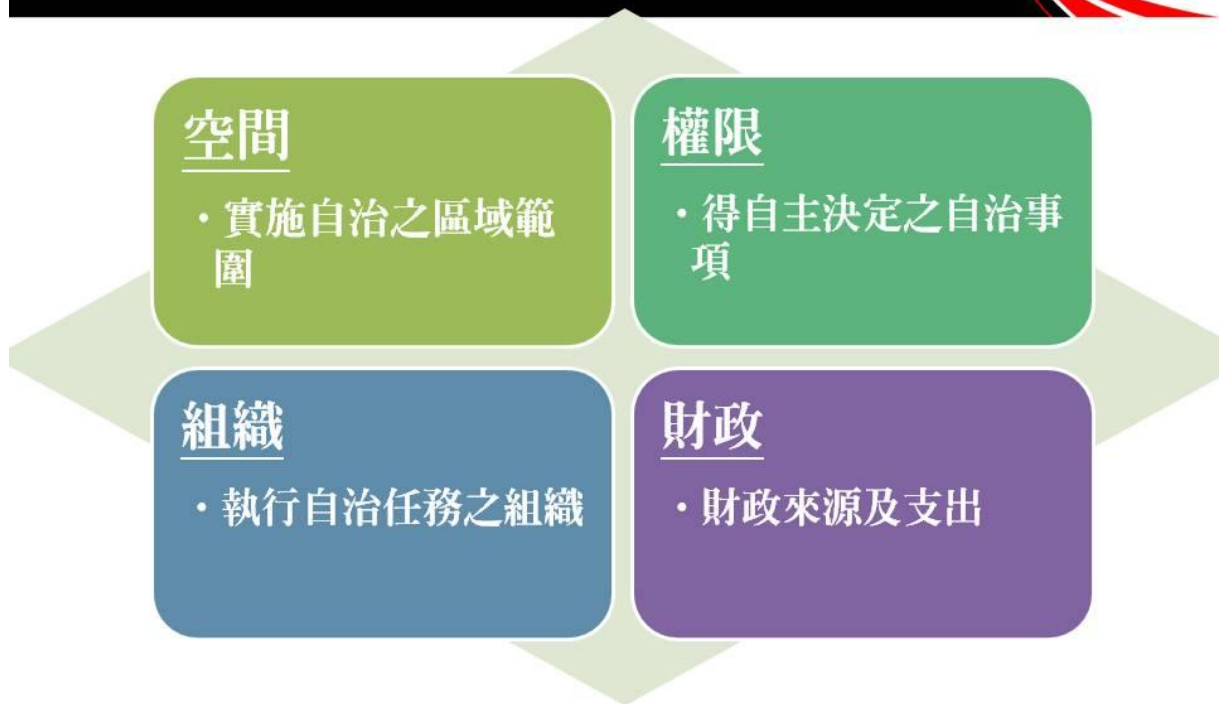 空間
・實施自治之區域範
圍
權限
・得自主決定之自治事
項
組織
・執行自治任務之組織
財政
・財政來源及支出